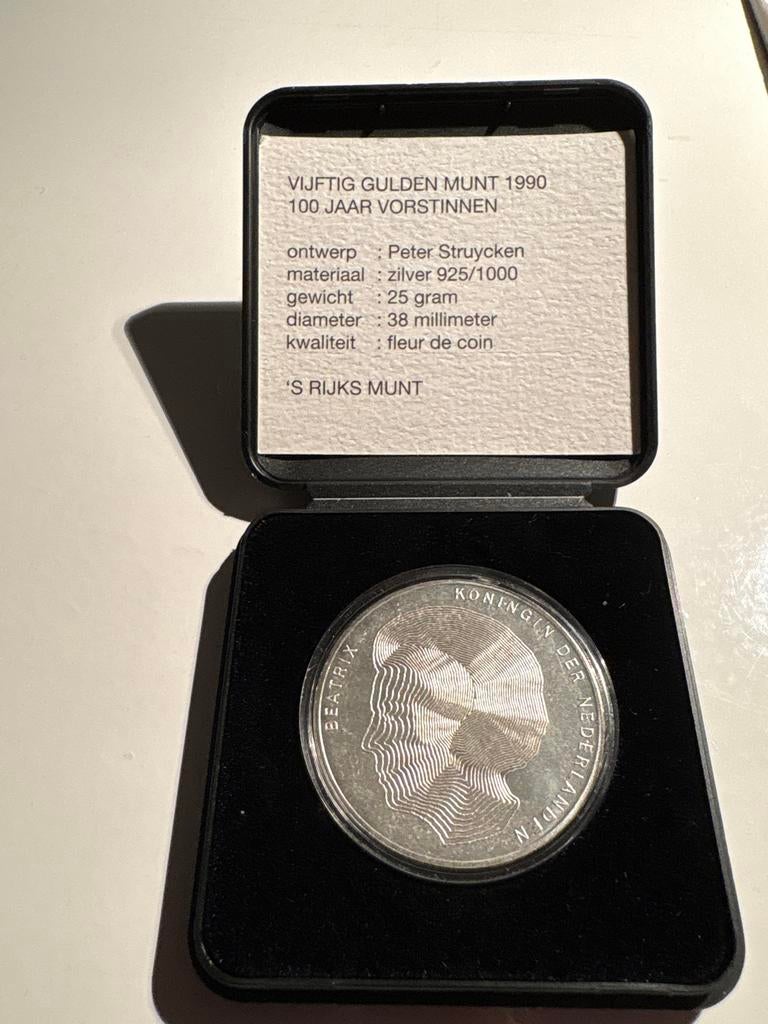 VIJFTIG GULDEN MUNT 1990
100 JAAR VORSTINNEN
ontwerp : Peter Struycken
materiaal : zilver 925/1000
gewicht : 25 gram
diameter : 38 millimeter
kwaliteit : fleur de coin
‘S RIJKS MUNT
BEATRIX
KONINGIN DER NEDERLANDEN